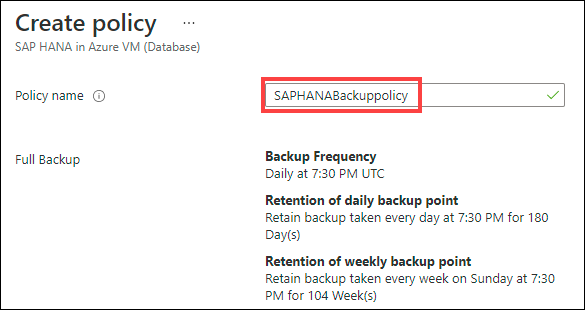 Create policy ...
SAP HANA in Azure VM (Database)
Policy name
SAPHANABackuppolicy
Full Backup
Backup Frequency
Daily at 7:30 PM UTC
Retention of daily backup point
Retain backup taken every day at 7:30 PM for 180
Day(s)
Retention of weekly backup point
Retain backup taken every week on Sunday at 7:30
PM for 104 Week(s)